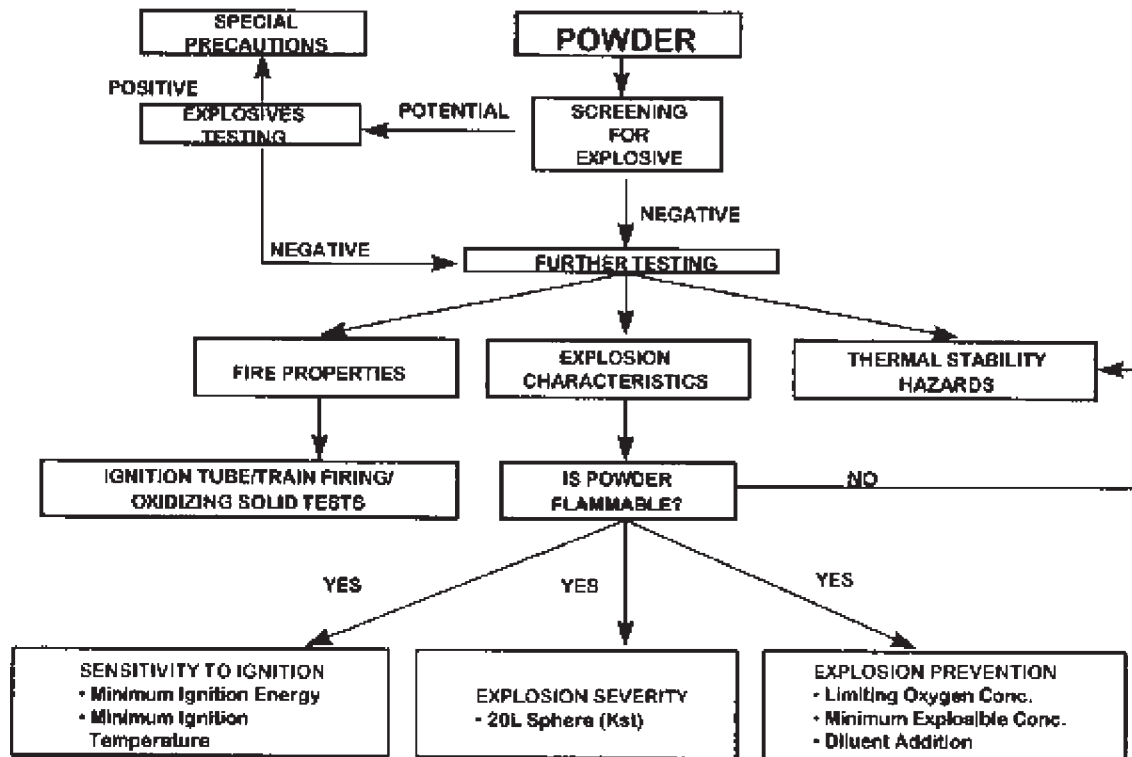 SPECIAL
PRECAUTIONS
POWDER
POSITIVE
EXPLOSIVES
TESTING
POTENTIAL
SCREENING
FOR
EXPLOSIVE
NEGATIVE
NEGATIVE
FURTHER TESTING
FIRE PROPERTIES
EXPLOSION
CHARACTERISTICS
THERMAL STABILITY
HAZARDS
IGNITION TUBE/TRAIN FIRING/
OXIDIZING SOLID TESTS
IS POWDER
FLAMMABLE?
NO
YES
YES
YES
SENSITIVITY TO IGNITION
• Minimum Ignition Energy
• Minimum Ignition
Temperature
EXPLOSION SEVERITY
• 20L Sphere (Kst)
EXPLOSION PREVENTION
• Limiting Oxygen Conc.
• Minimum Explosible Conc.
• Diluent Addition